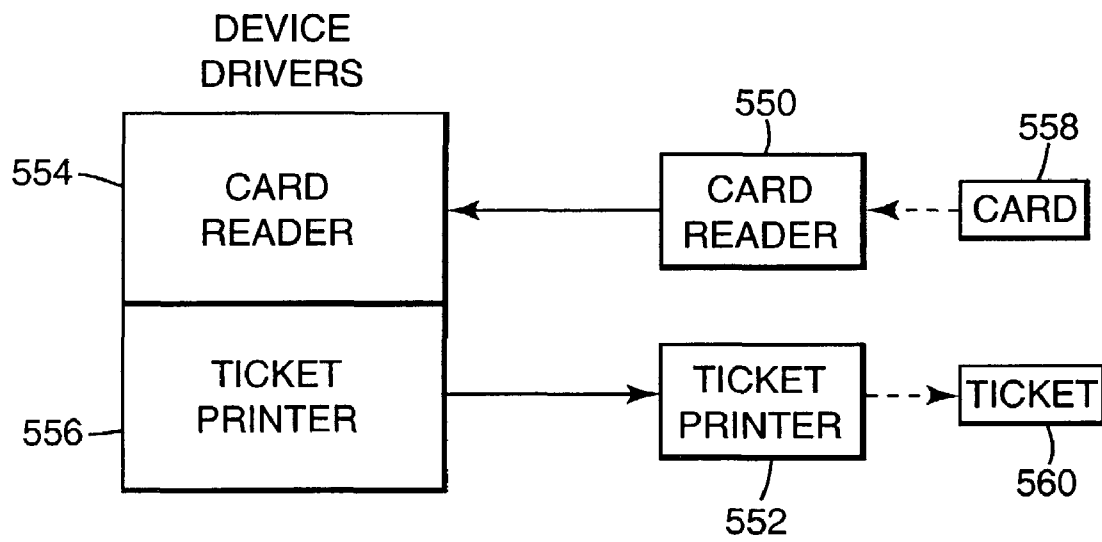 DEVICE
DRIVERS
550
558
554
CARD
READER
CARD
READER
CARD
556
TICKET
PRINTER
TICKET
PRINTER
TICKET
552
560